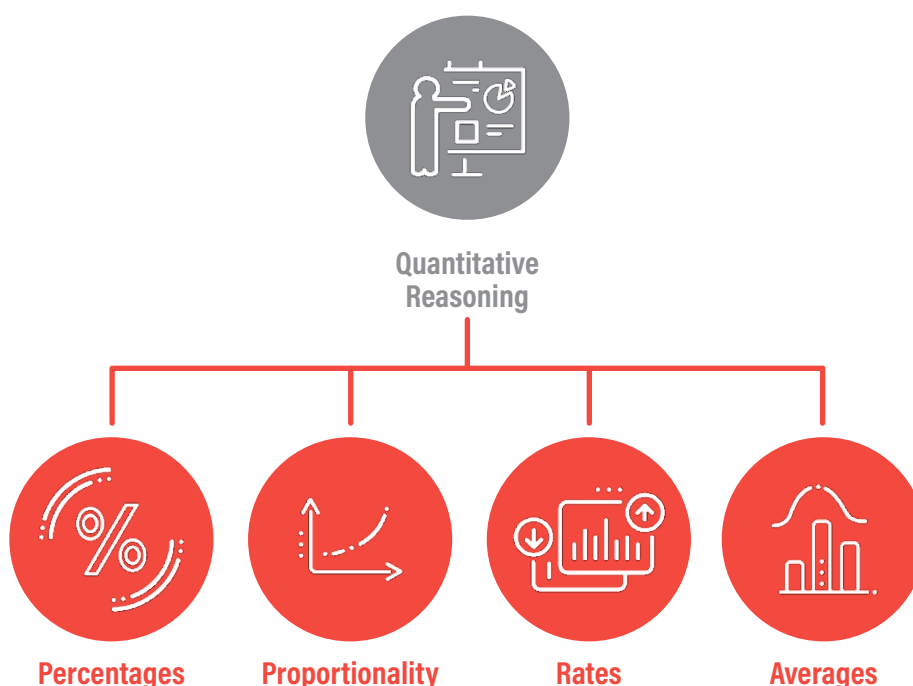 Quantitative
Reasoning
%
Percentages
Proportionality
Rates
Averages